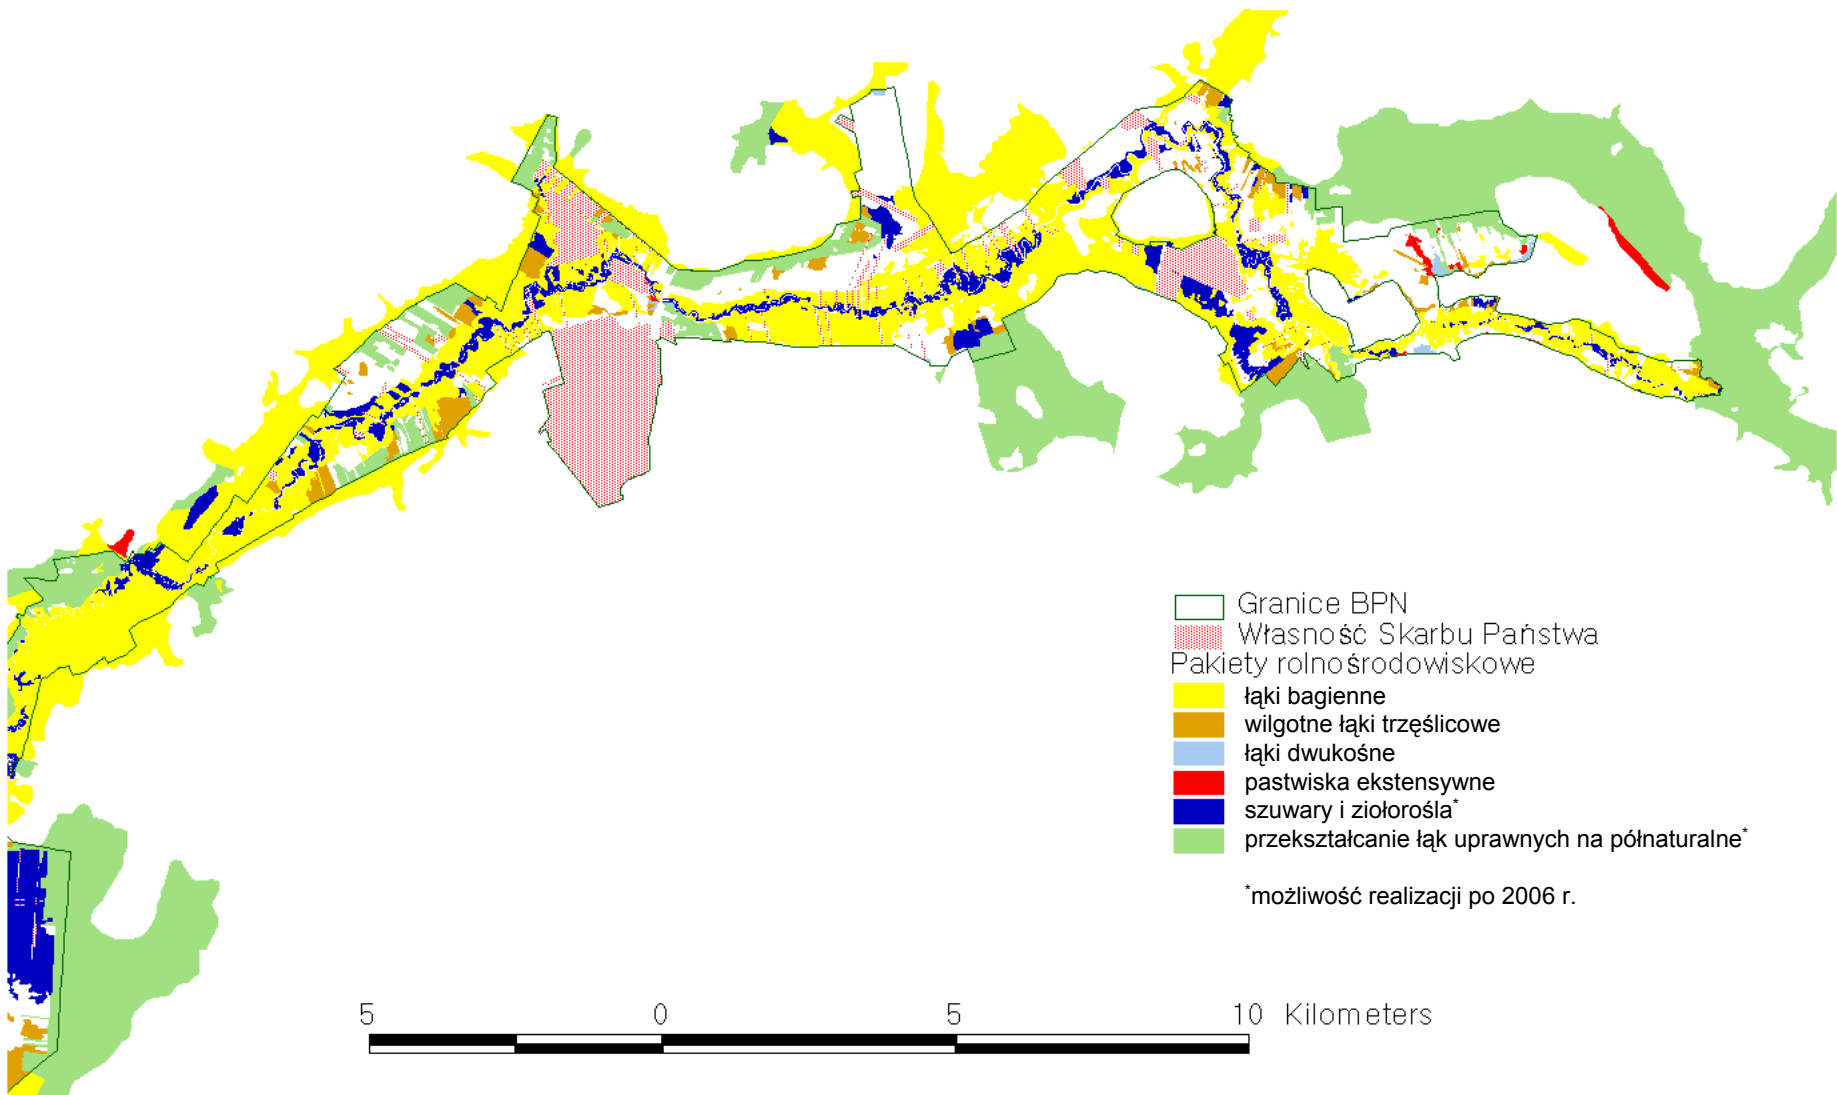 Granice BPN
Własność Skarbu Państwa
Pakiety rolnośrodowiskowe
łąki bagienne
wilgotne łąki trzęślicowe
łąki dwukośne
pastwiska ekstensywne
szuwary i ziołorośla*
przekształcanie łąk uprawnych na półnaturalne*
*możliwość realizacji po 2006 r.
5 0 5 10 Kilometers